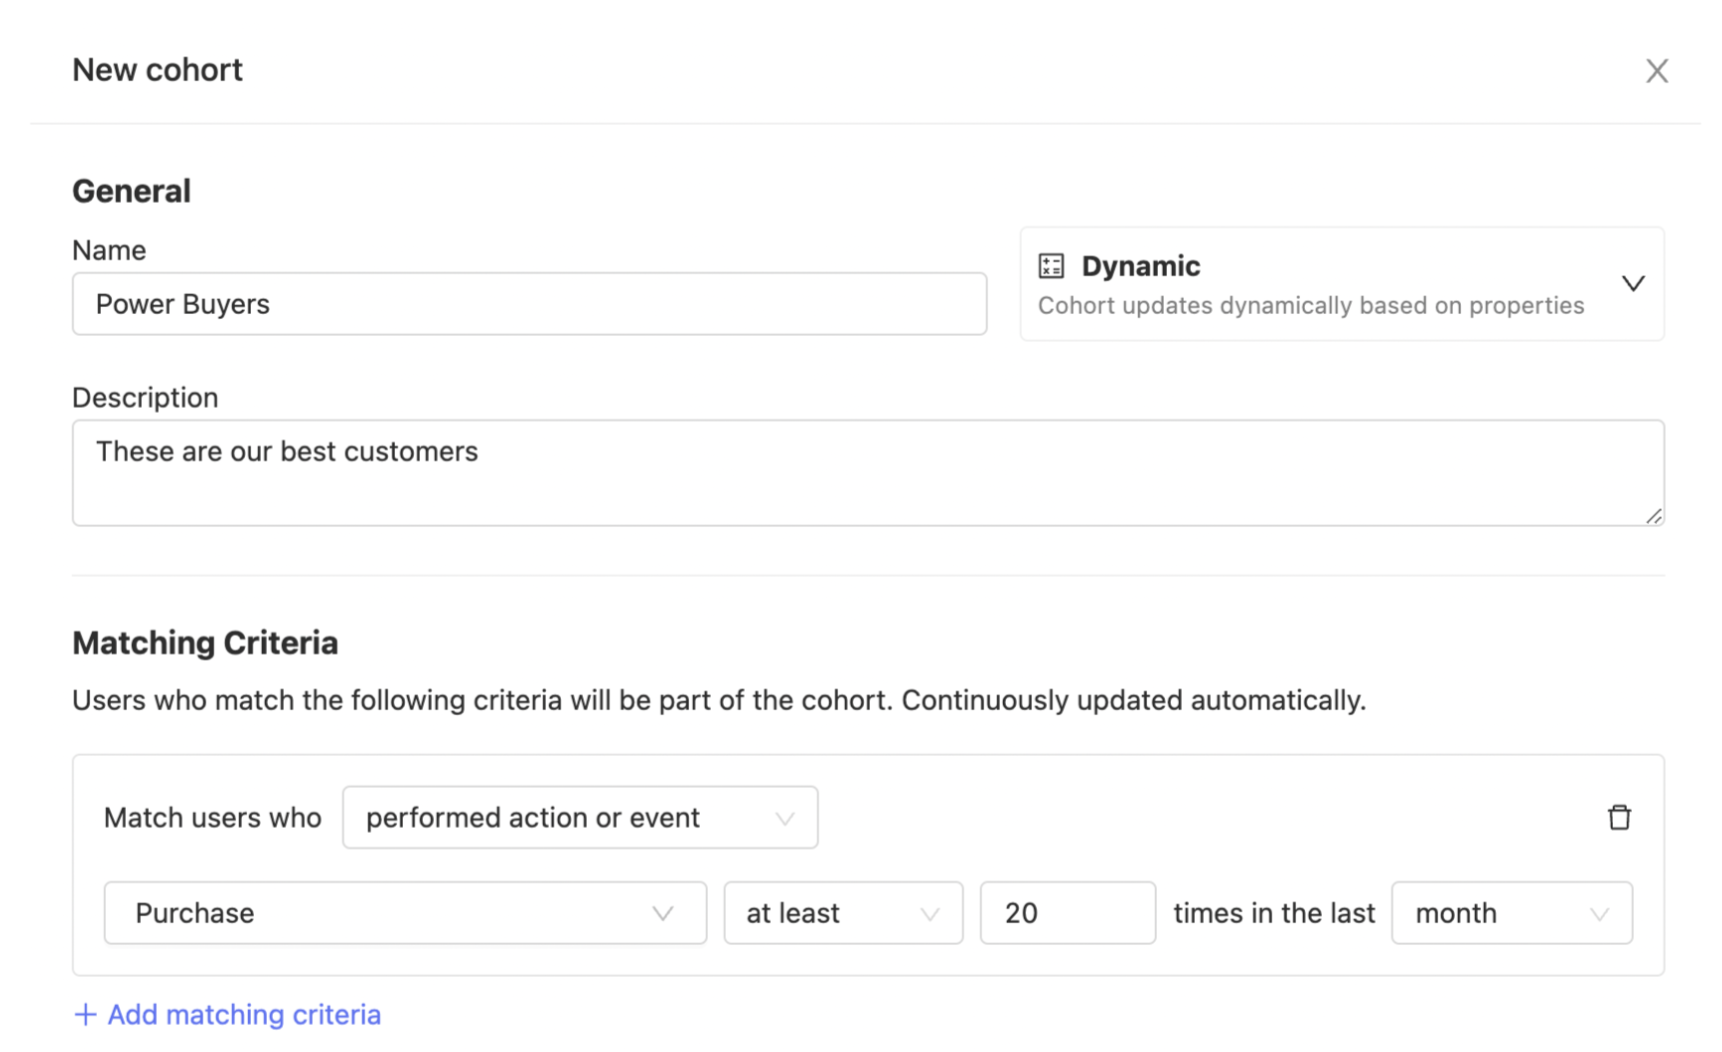 New cohort
General
Name
Power Buyers
Dynamic
Cohort updates dynamically based on properties
Description
These are our best customers
Matching Criteria
Users who match the following criteria will be part of the cohort. Continuously updated automatically.
Match users who performed action or event
Purchase at least 20 times in the last month
+ Add matching criteria